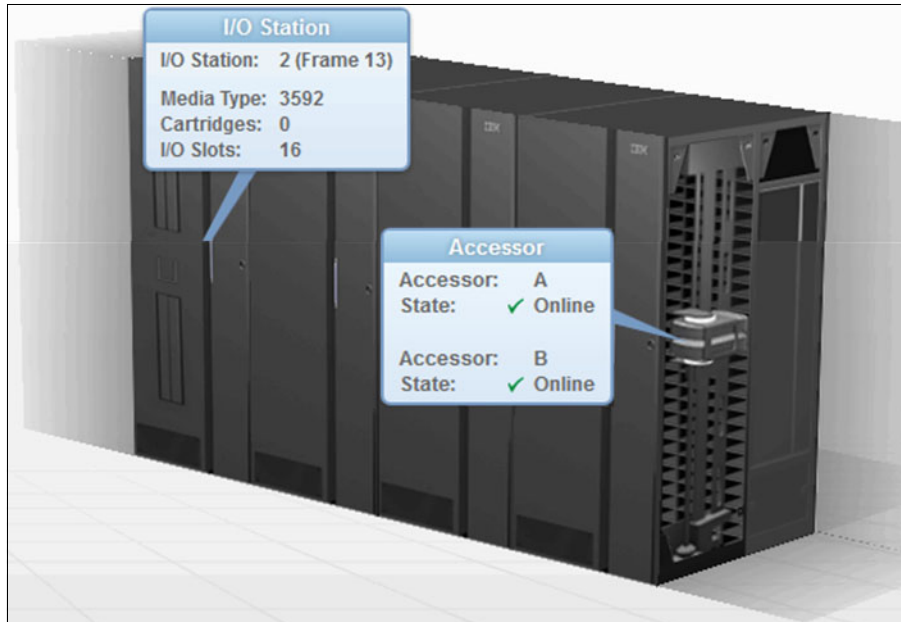 I/O Station
I/O Station: 2 (Frame 13)
Media Type: 3592
Cartridges: 0
I/O Slots: 16
IBM
IBM
Accessor
Accessor: A
State: ✓ Online
Accessor: B
State: ✓ Online